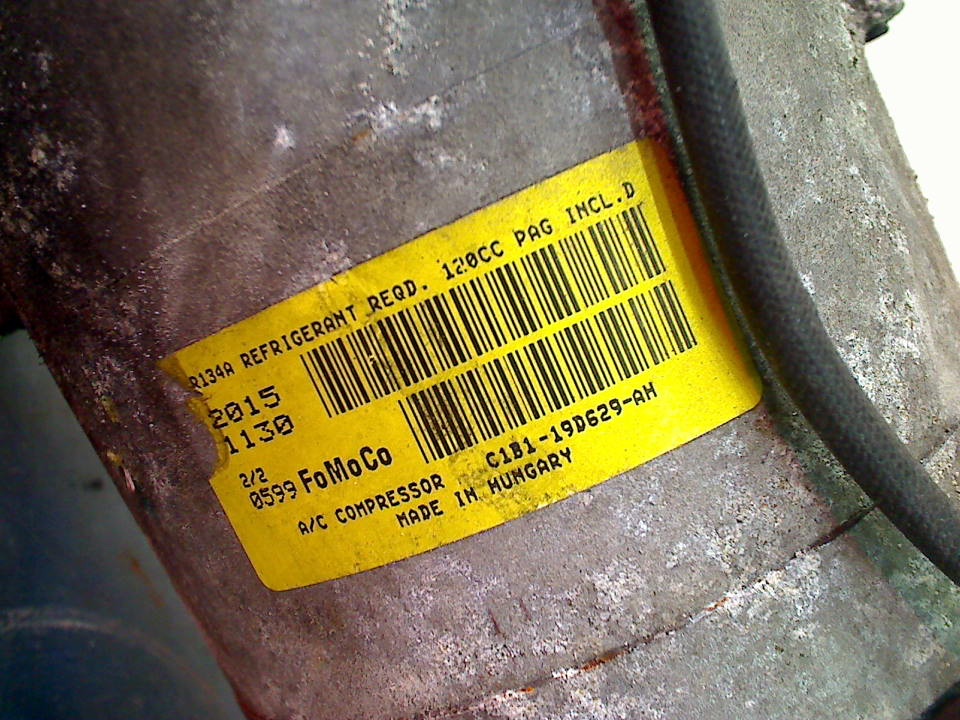 R134A REFRIGERANT REQD. 120CC PAG INCL.D
2015
1130
2/2
0599 FoMoCo
A/C COMPRESSOR C1B1-19D629-AH
MADE IN HUNGARY